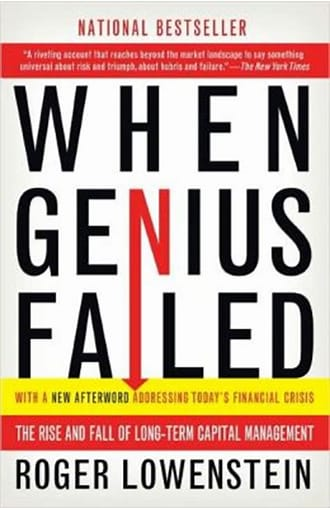 NATIONAL BESTSELLER
"A riveting account that reaches beyond the market landscape to say something
universal about risk and triumph, about hubris and failure."—The New York Times
WHEN
GENIUS
FAILED
WITH A NEW AFTERWORD ADDRESSING TODAY'S FINANCIAL CRISIS
THE RISE AND FALL OF LONG-TERM CAPITAL MANAGEMENT
ROGER LOWENSTEIN